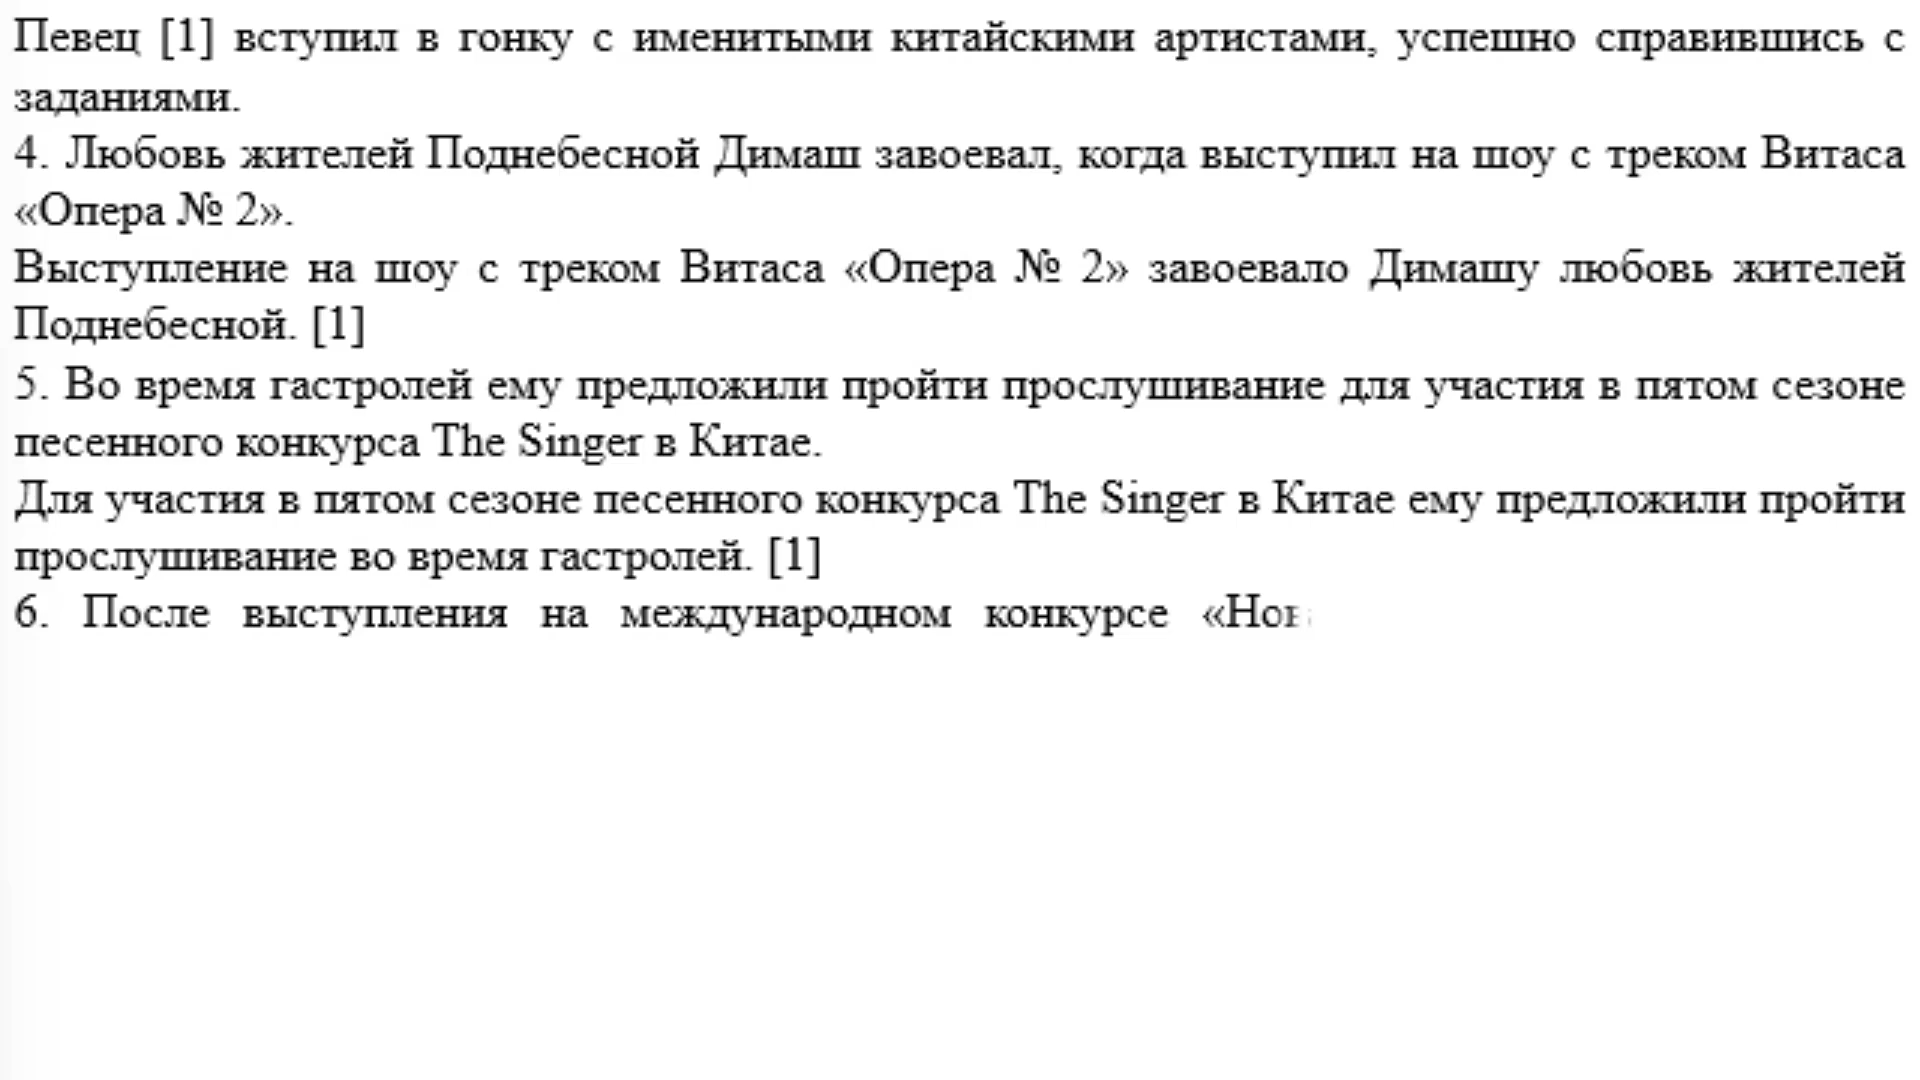 Певец [1] вступил в гонку с именитыми китайскими артистами, успешно справившись с
заданиями.
4. Любовь жителей Поднебесной Димаш завоевал, когда выступил на шоу с треком Витаса
«Опера № 2».
Выступление на шоу с треком Витаса «Опера № 2» завоевало Димашу любовь жителей
Поднебесной. [1]
5. Во время гастролей ему предложили пройти прослушивание для участия в пятом сезоне
песенного конкурса The Singer в Китае.
Для участия в пятом сезоне песенного конкурса The Singer в Китае ему предложили пройти
прослушивание во время гастролей. [1]
6. После выступления на международном конкурсе